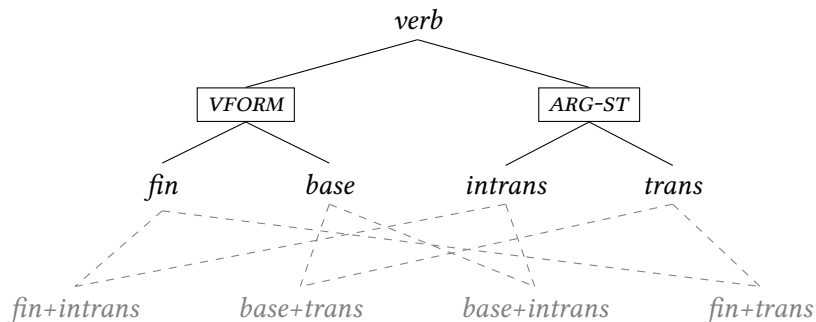 verb
VFORM ARG-ST
fin base intrans trans
fin+intrans base+trans base+intrans fin+trans